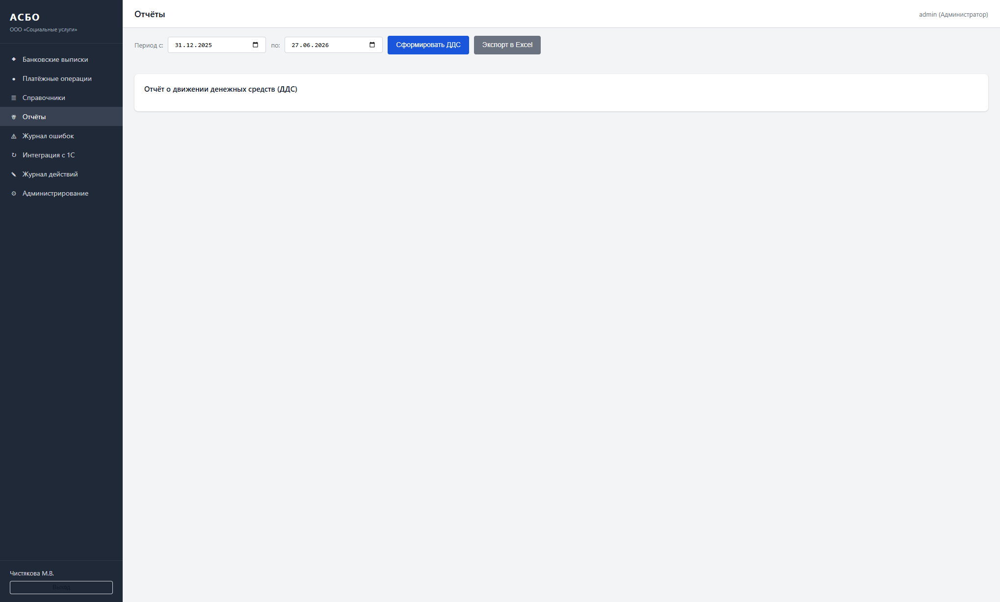 АСБО
ООО «Социальные услуги»
Банковские выписки
Платёжные операции
Справочники
Отчёты
Журнал ошибок
Интеграция с 1С
Журнал действий
Администрирование
Чистякова М.В.
Выход
Отчёты
admin (Администратор)
Период с: 31.12.2025 по: 27.06.2026 Сформировать ДДС Экспорт в Excel
Отчёт о движении денежных средств (ДДС)